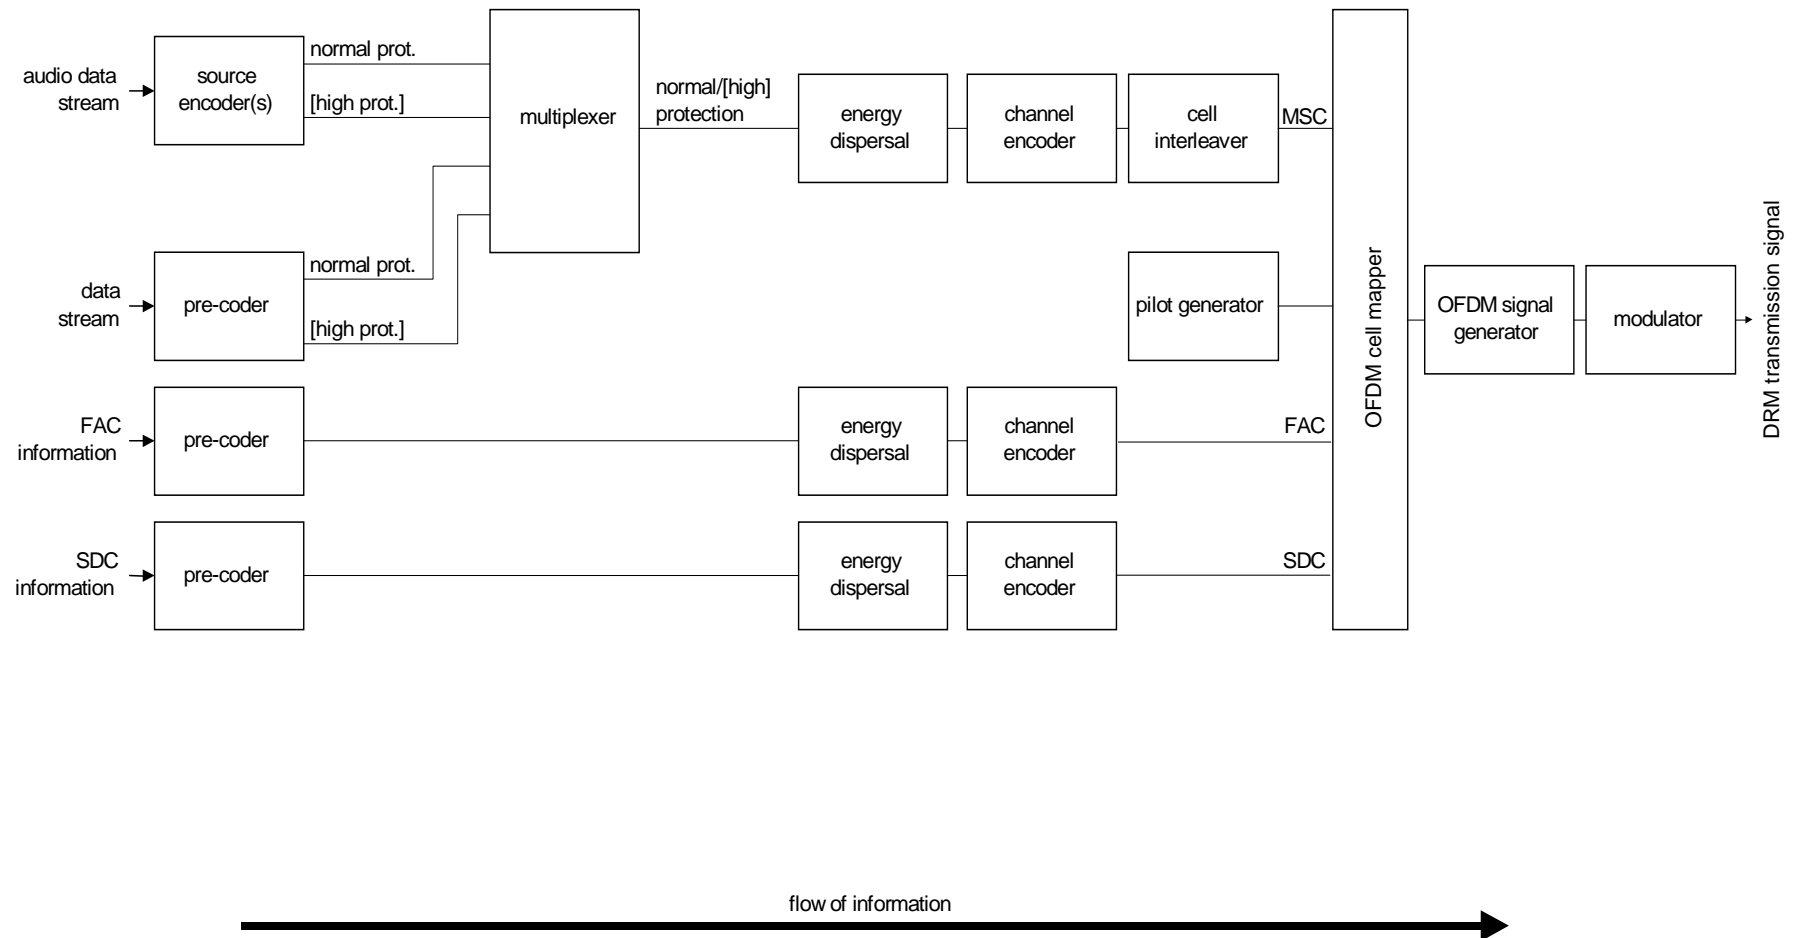 audio data
stream
source
encoder(s)
normal prot.
[high prot.]
multiplexer
normal/[high]
protection
energy
dispersal
channel
encoder
cell
interleaver
MSC
data
stream
pre-coder
normal prot.
[high prot.]
pilot generator
OFDM cell mapper
OFDM signal
generator
modulator
DRM transmission signal
FAC
information
pre-coder
energy
dispersal
channel
encoder
FAC
SDC
information
pre-coder
energy
dispersal
channel
encoder
SDC
flow of information